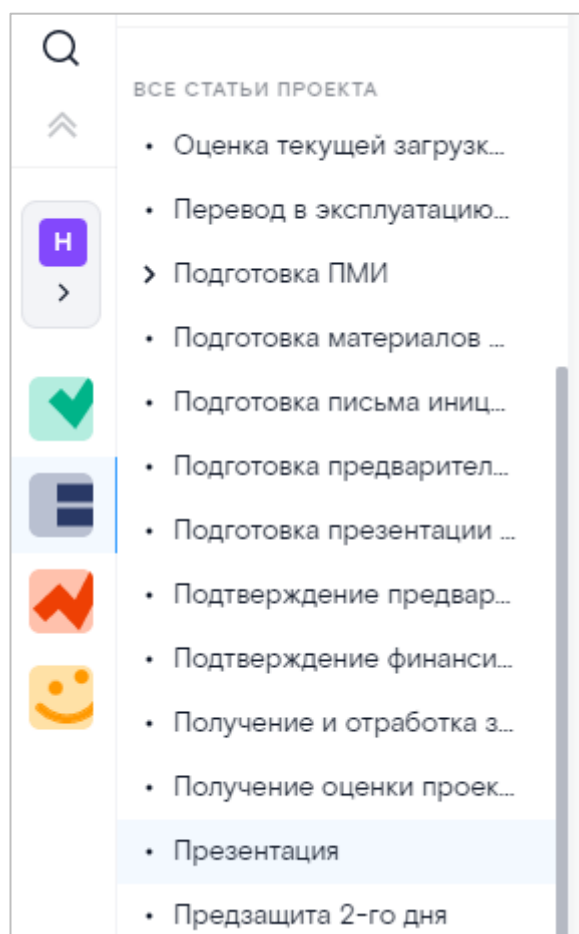 ВСЕ СТАТЬИ ПРОЕКТА
Оценка текущей загрузк...
Перевод в эксплуатацию...
Н
Подготовка ПМИ
Подготовка материалов ...
Подготовка письма иниц...
Подготовка предварител...
Подготовка презентации ...
Подтверждение предвар...
Подтверждение финанси...
Получение и отработка з...
Получение оценки проек...
Презентация
Предзащита 2-го дня